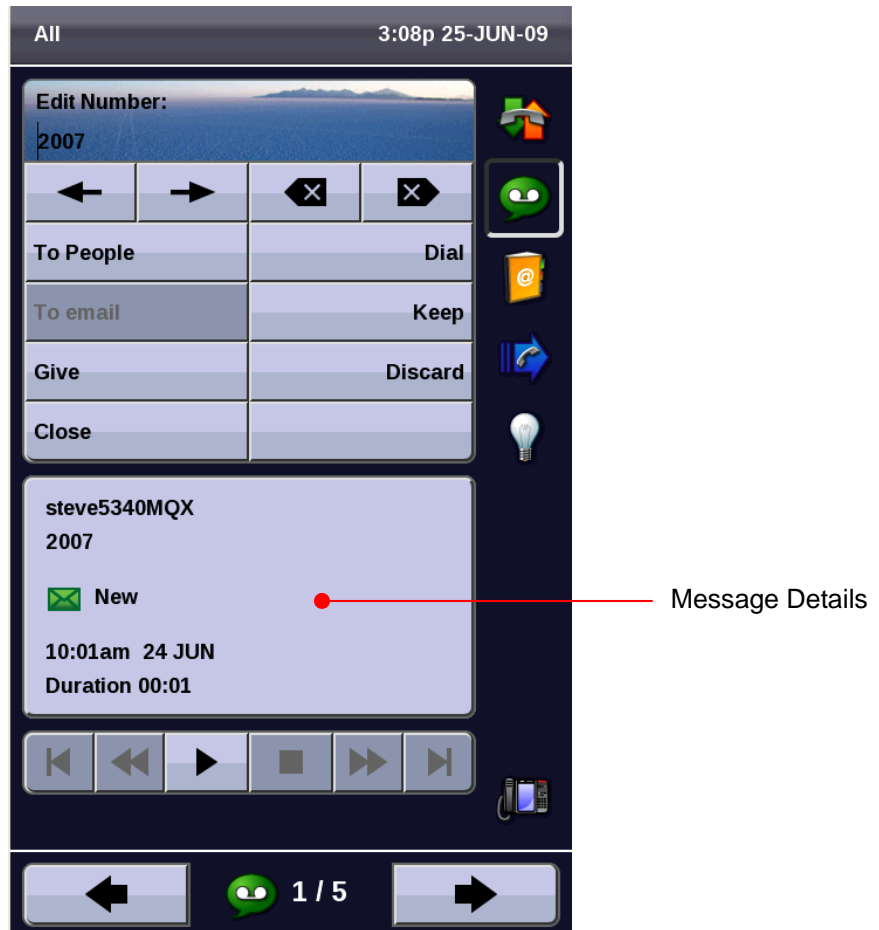 All 3:08p 25-JUN-09
Edit Number:
2007
To People Dial
@
To email Keep
Give Discard
Close
steve5340MQX
2007
New
Message Details
10:01am 24 JUN
Duration 00:01
1 / 5